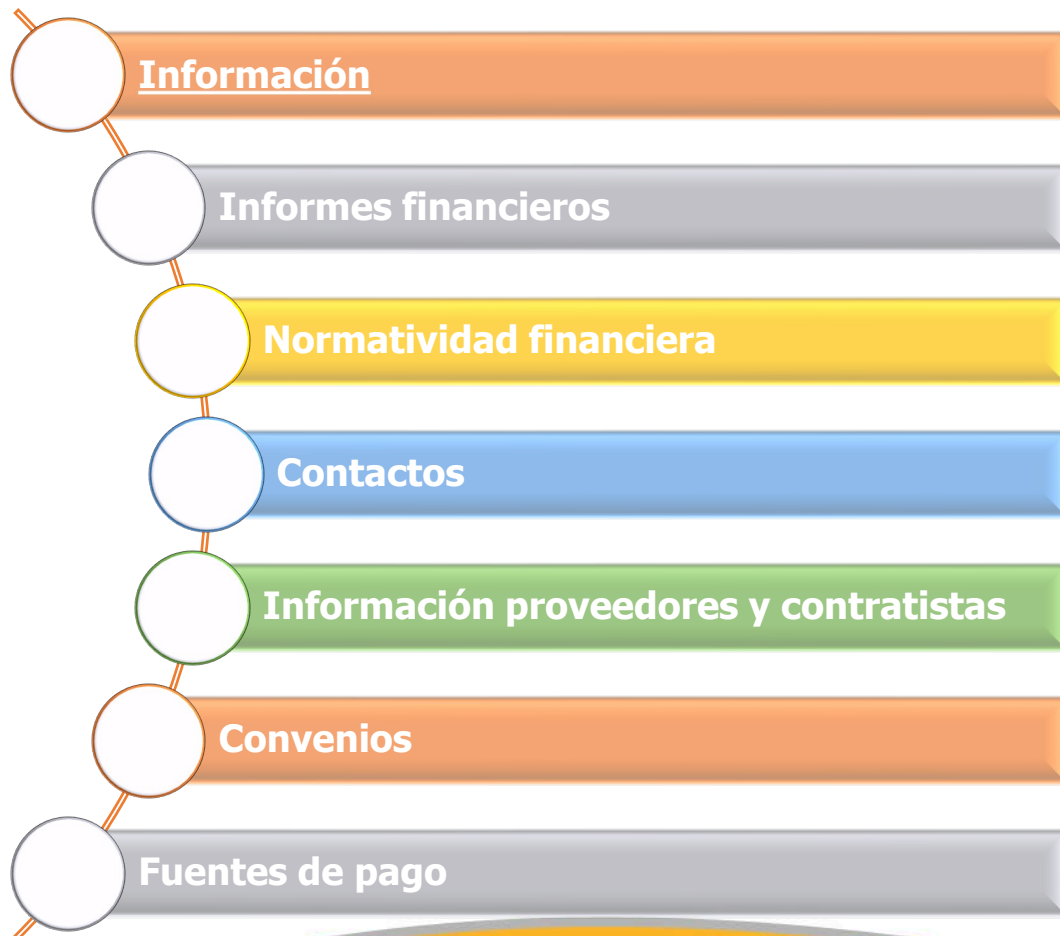 Información
Informes financieros
Normatividad financiera
Contactos
Información proveedores y contratistas
Convenios
Fuentes de pago